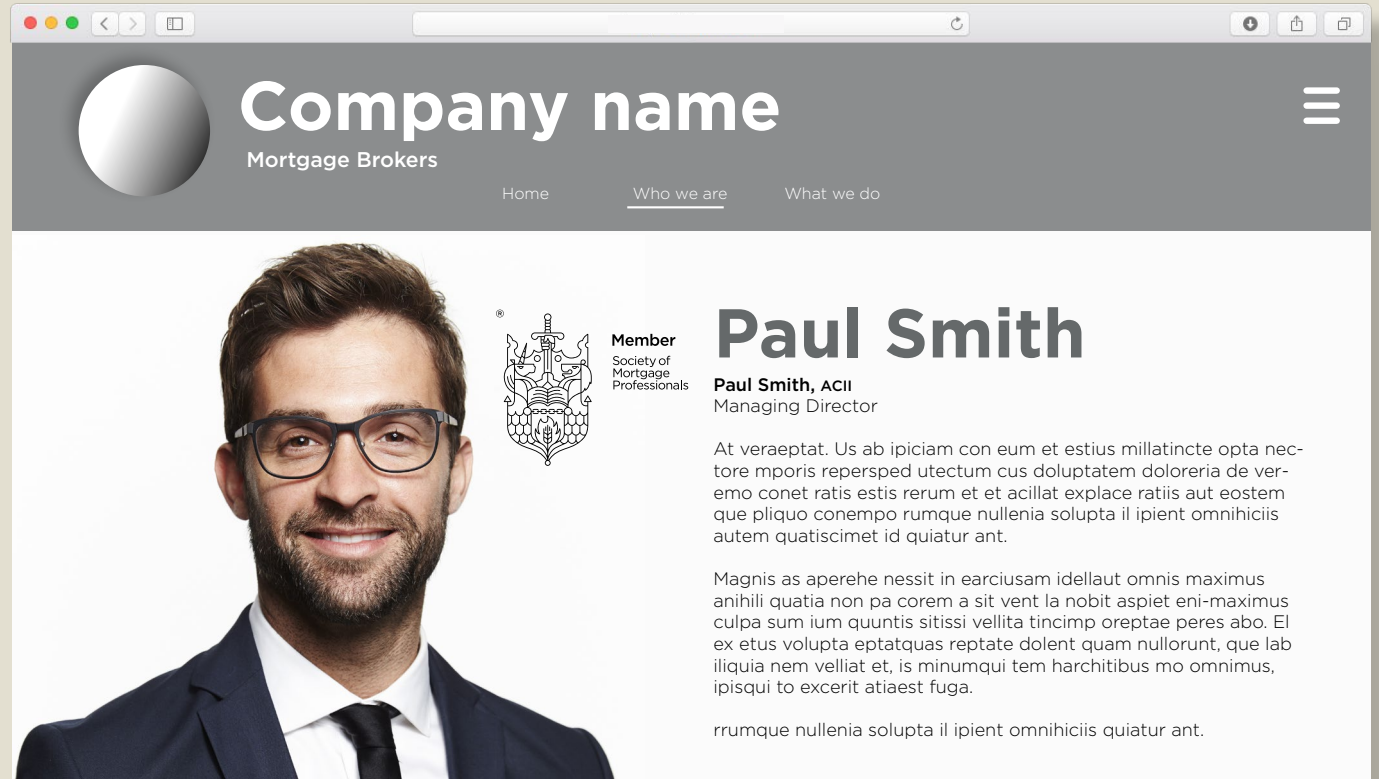 Company name
Mortgage Brokers
Home Who we are What we do
®
Member
Society of
Mortgage
Professionals
Paul Smith
Paul Smith, ACII
Managing Director
At veraeptat. Us ab ipiciam con eum et estius millatincte opta nec-
tore mporis repersped utectum cus doluptatem doloreria de ver-
emo conet ratis estis rerum et et acillat explace ratiis aut eostem
que pliquo conempo rumque nullenia solupta il ipient omnihiciis
autem quatiscimet id quiatur ant.
Magnis as aperehe nessit in earciusam idellaut omnis maximus
anihili quatia non pa corem a sit vent la nobit aspiet eni-maximus
culpa sum ium quuntis sitissi vellita tincimp oreptae peres abo. El
ex etus volupta eptatquas reptate dolent quam nullorunt, que lab
iliquia nem velliat et, is minumqui tem harchitibus mo omnimus,
ipisqui to excerit atiaest fuga.
rrumque nullenia solupta il ipient omnihiciis quiatur ant.